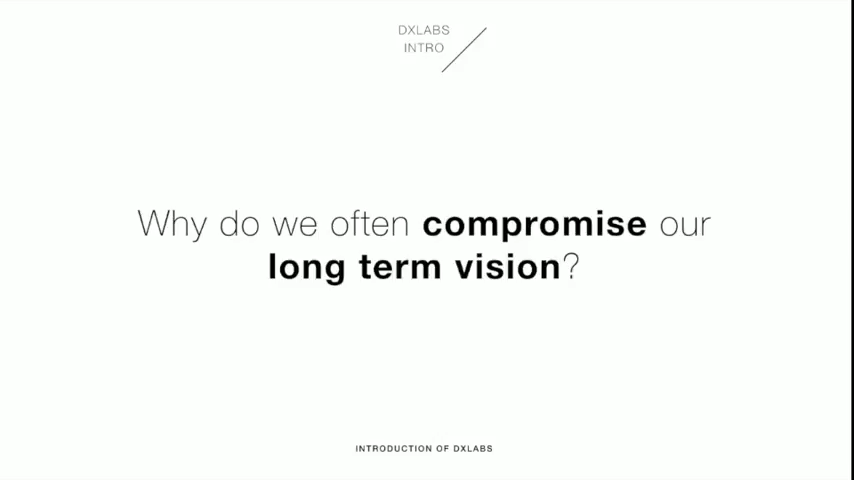 DXLABS
INTRO
Why do we often compromise our
long term vision?
INTRODUCTION OF DXLABS